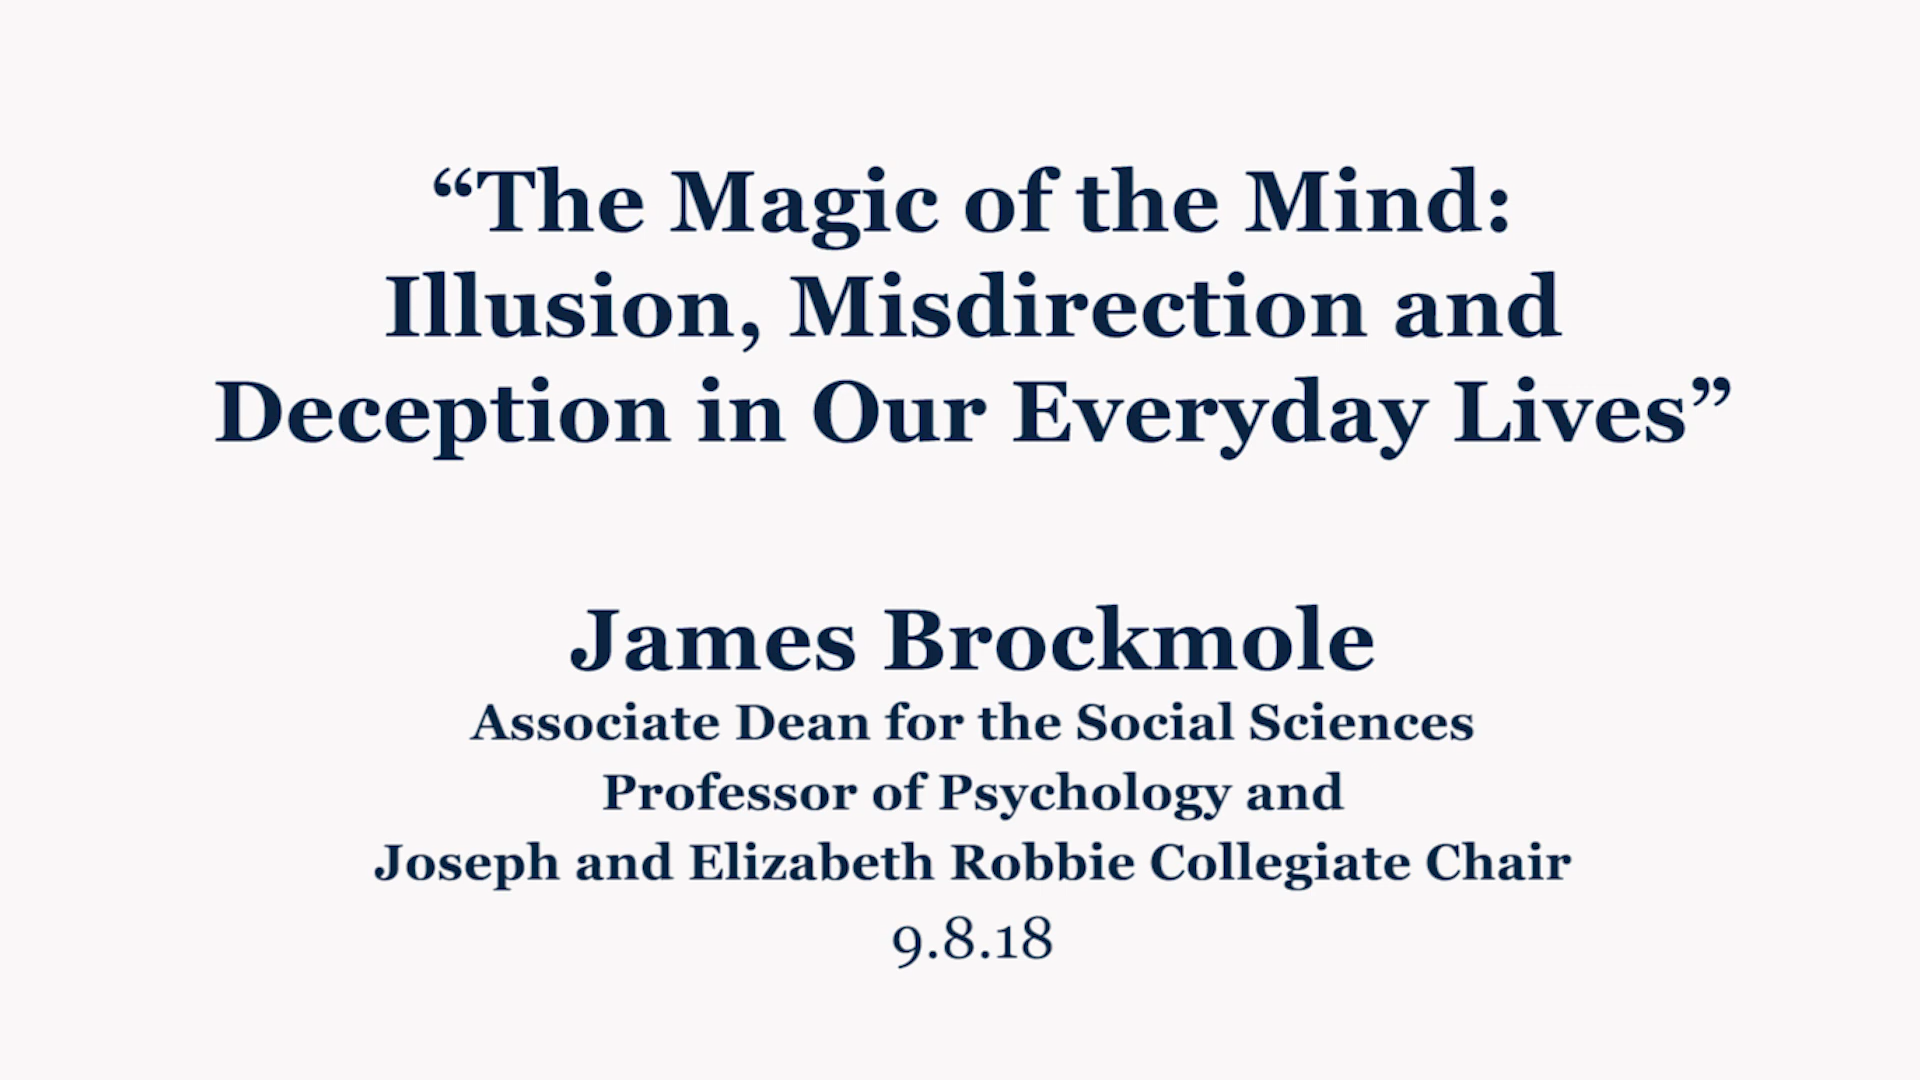 “The Magic of the Mind:
Illusion, Misdirection and
Deception in Our Everyday Lives”
James Brockmole
Associate Dean for the Social Sciences
Professor of Psychology and
Joseph and Elizabeth Robbie Collegiate Chair
9.8.18